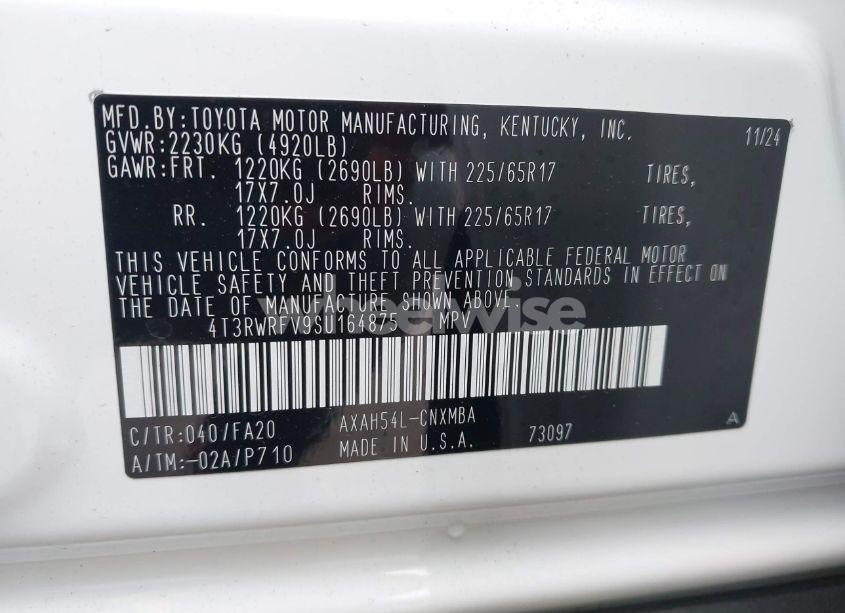 MFD.BY:TOYOTA MOTOR MANUFACTURING, KENTUCKY, INC. 11/24
GVWR:2230KG (4920LB)
GAWR:FRT. 1220KG (2690LB) WITH 225/65R17 TIRES,
17X7.0J RIMS.
RR. 1220KG (2690LB) WITH 225/65R17 TIRES,
17X7.0J RIMS.
THIS VEHICLE CONFORMS TO ALL APPLICABLE FEDERAL MOTOR
VEHICLE SAFETY AND THEFT PREVENTION STANDARDS IN EFFECT ON
THE DATE OF MANUFACTURE SHOWN ABOVE.
wheelwise
4T3RWRFV9SU164875 MPV
C/TR:040/FA20 AXAH54L-CNXMBA
A/TM:-02A/P710 MADE IN U.S.A. 73097 A